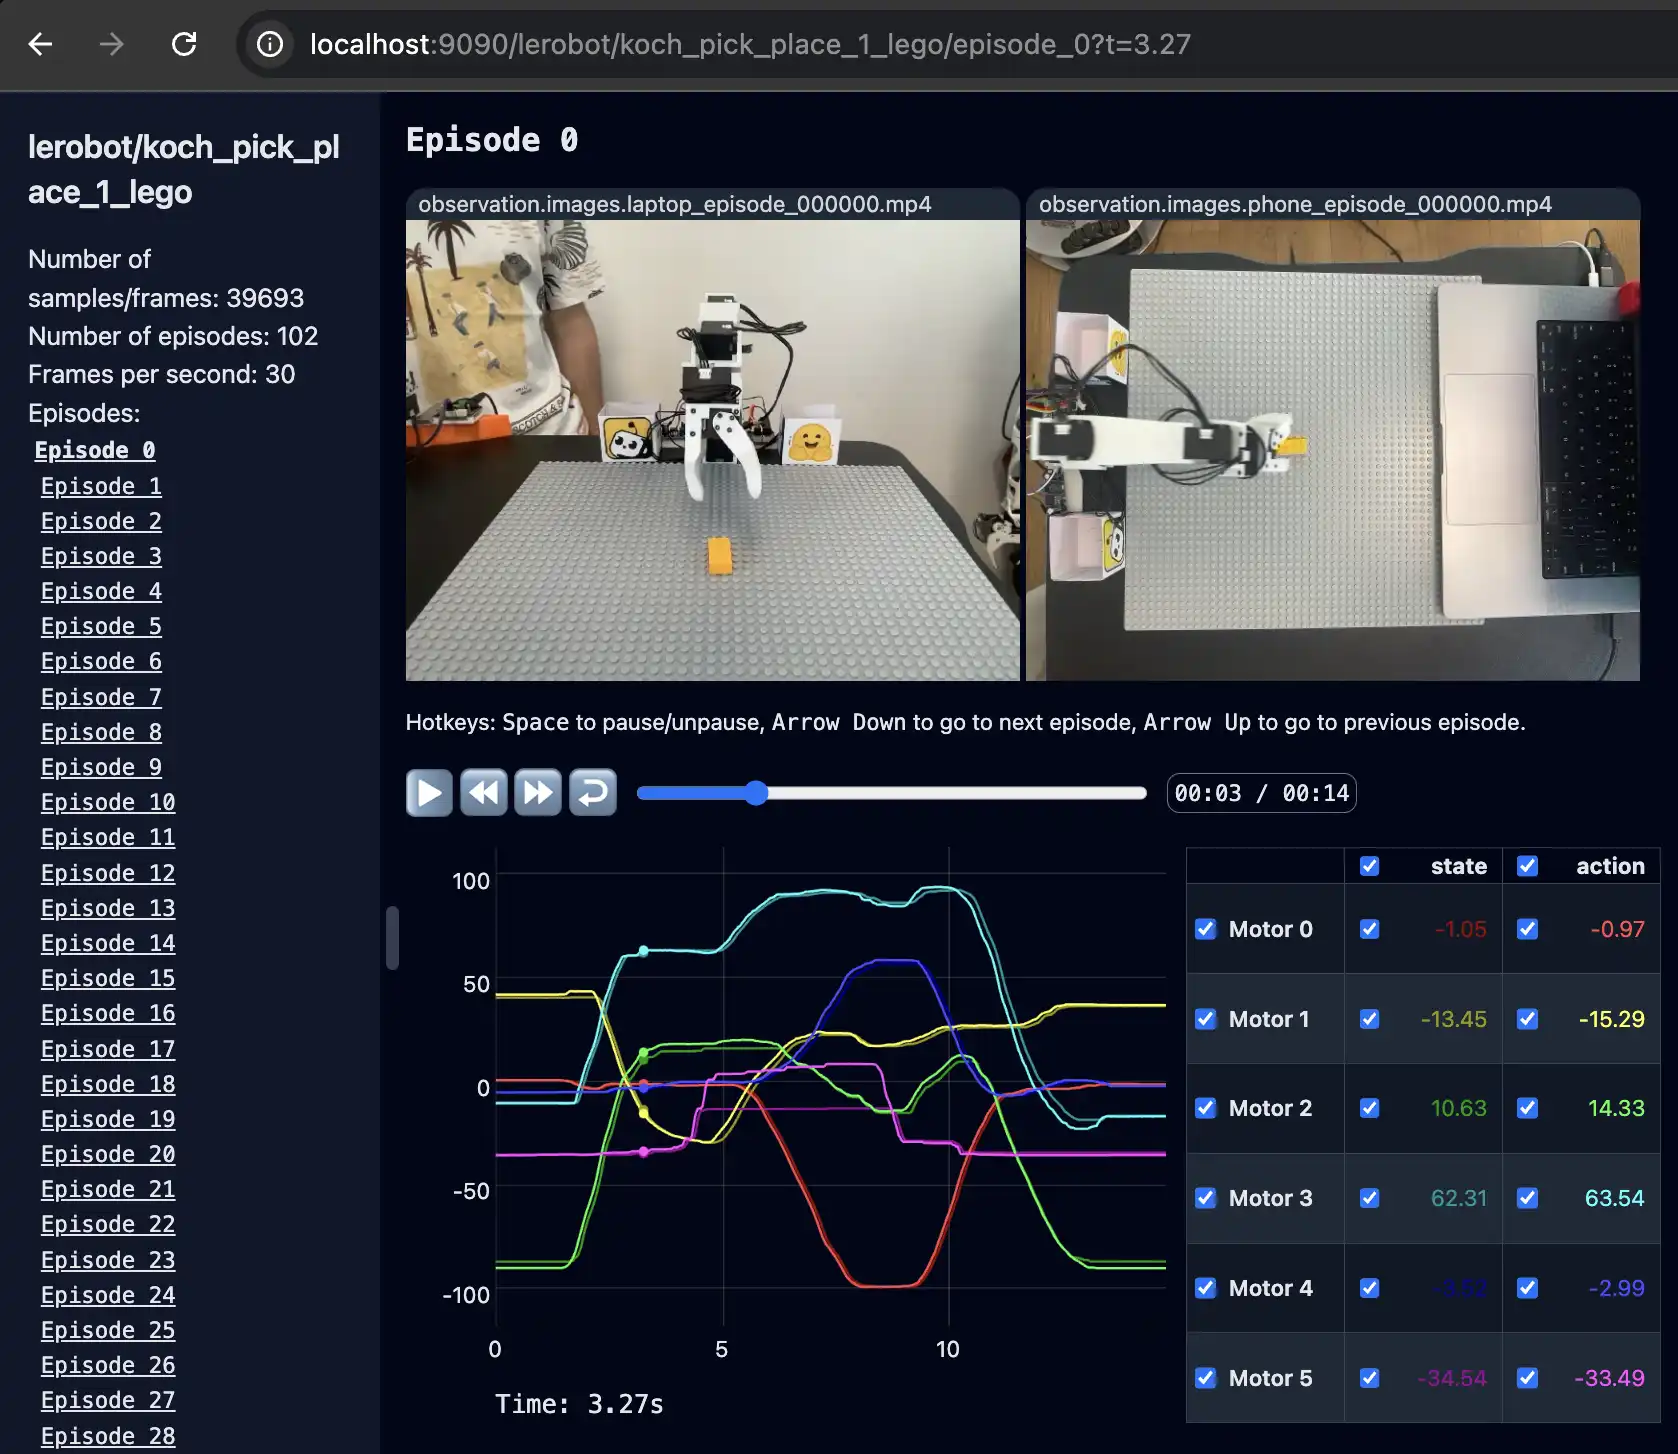 localhost:9090/lerobot/koch_pick_place_1_lego/episode_0?t=3.27
lerobot/koch_pick_pl
ace_1_lego
Number of
samples/frames: 39693
Number of episodes: 102
Frames per second: 30
Episodes:
Episode 0
Episode 1
Episode 2
Episode 3
Episode 4
Episode 5
Episode 6
Episode 7
Episode 8
Episode 9
Episode 10
Episode 11
Episode 12
Episode 13
Episode 14
Episode 15
Episode 16
Episode 17
Episode 18
Episode 19
Episode 20
Episode 21
Episode 22
Episode 23
Episode 24
Episode 25
Episode 26
Episode 27
Episode 28
Episode 0
observation.images.laptop_episode_000000.mp4
observation.images.phone_episode_000000.mp4
Hotkeys: Space to pause/unpause, Arrow Down to go to next episode, Arrow Up to go to previous episode.
00:03 / 00:14
100
50
0
-50
-100
0 5 10
Time: 3.27s
state action
Motor 0 -1.05 -0.97
Motor 1 -13.45 -15.29
Motor 2 10.63 14.33
Motor 3 62.31 63.54
Motor 4 -3.52 -2.99
Motor 5 -34.54 -33.49